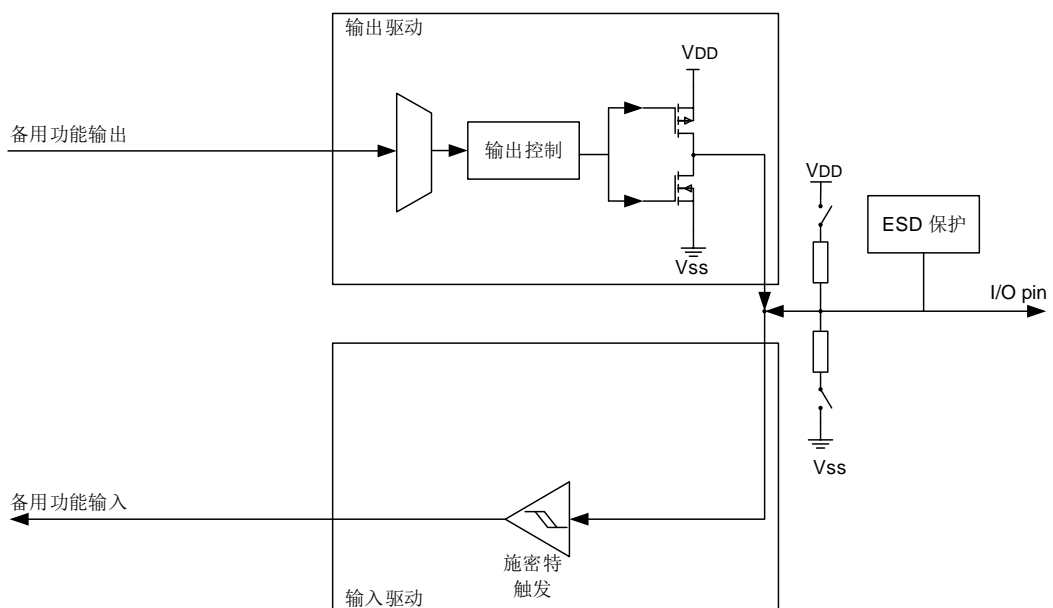 输出驱动
VDD
备用功能输出
输出控制
Vss
VDD
ESD 保护
I/O pin
Vss
备用功能输入
施密特
触发
输入驱动